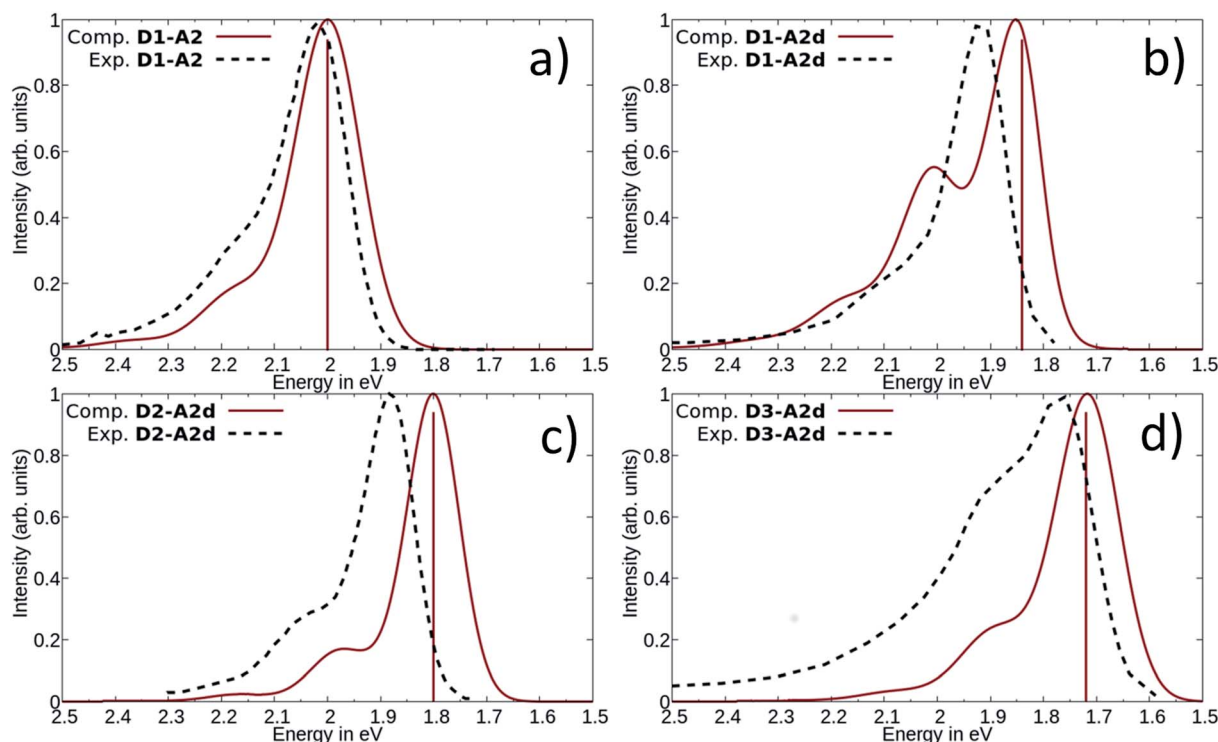 Comp. D1-A2
Exp. D1-A2
a)
Intensity (arb. units)
1
0.8
0.6
0.4
0.2
0
2.5 2.4 2.3 2.2 2.1 2 1.9 1.8 1.7 1.6 1.5
Energy in eV
Comp. D1-A2d
Exp. D1-A2d
b)
Intensity (arb. units)
1
0.8
0.6
0.4
0.2
0
2.5 2.4 2.3 2.2 2.1 2 1.9 1.8 1.7 1.6 1.5
Energy in eV
Comp. D2-A2d
Exp. D2-A2d
c)
Intensity (arb. units)
1
0.8
0.6
0.4
0.2
0
2.5 2.4 2.3 2.2 2.1 2 1.9 1.8 1.7 1.6 1.5
Energy in eV
Comp. D3-A2d
Exp. D3-A2d
d)
Intensity (arb. units)
1
0.8
0.6
0.4
0.2
0
2.5 2.4 2.3 2.2 2.1 2 1.9 1.8 1.7 1.6 1.5
Energy in eV